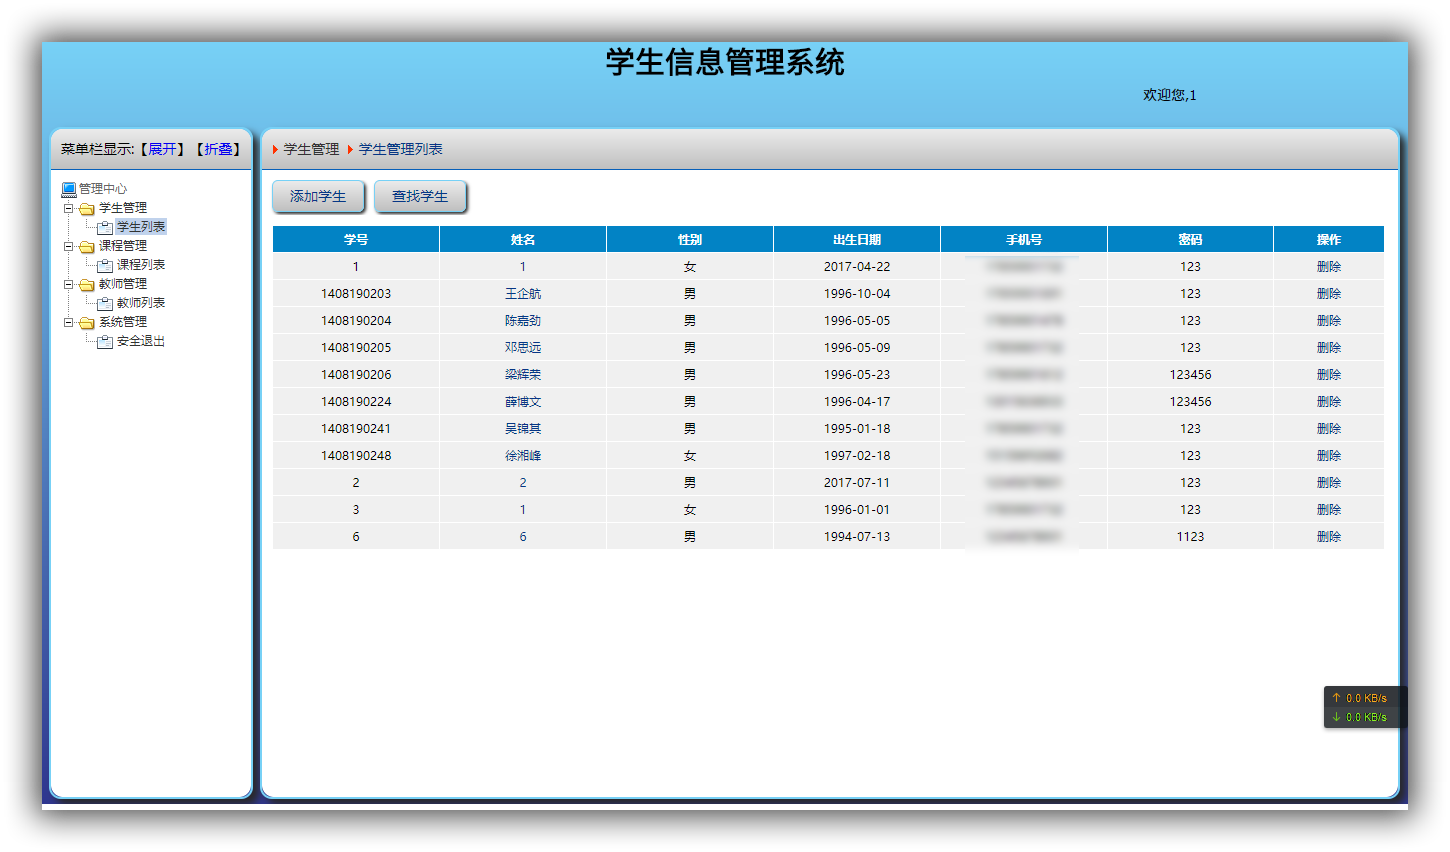 学生信息管理系统
欢迎您,1
菜单栏显示:【展开】【折叠】
管理中心
学生管理
学生列表
课程管理
课程列表
教师管理
教师列表
系统管理
安全退出
学生管理 学生管理列表
添加学生 查找学生
学号 姓名 性别 出生日期 手机号 密码 操作
1 1 女 2017-04-22 123 删除
1408190203 王企航 男 1996-10-04 123 删除
1408190204 陈嘉劲 男 1996-05-05 123 删除
1408190205 邓思远 男 1996-05-09 123 删除
1408190206 梁辉荣 男 1996-05-23 123456 删除
1408190224 薛博文 男 1996-04-17 123456 删除
1408190241 吴锦其 男 1995-01-18 123 删除
1408190248 徐湘峰 女 1997-02-18 123 删除
2 2 男 2017-07-11 123 删除
3 1 女 1996-01-01 123 删除
6 6 男 1994-07-13 1123 删除
↑ 0.0 KB/s
↓ 0.0 KB/s